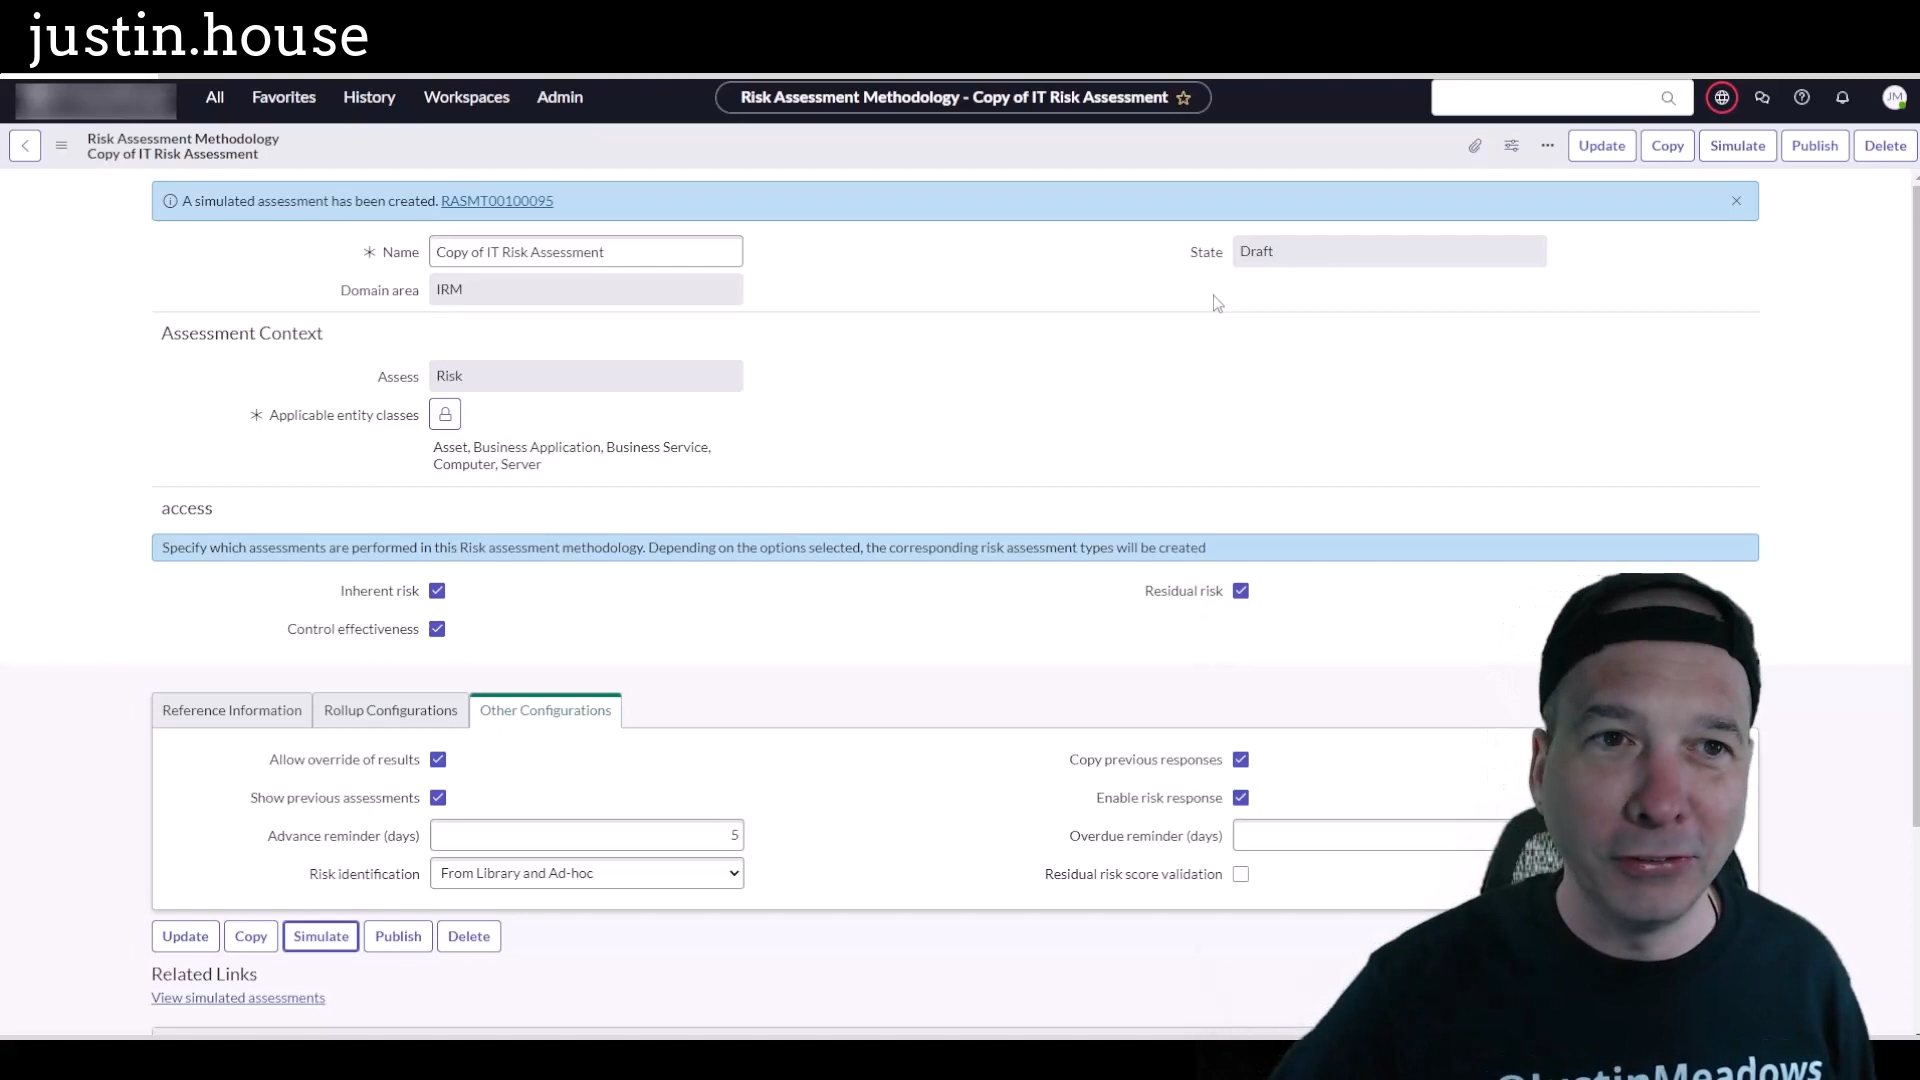 justin.house
All Favorites History Workspaces Admin
Risk Assessment Methodology - Copy of IT Risk Assessment
JM
Risk Assessment Methodology
Copy of IT Risk Assessment
Update Copy Simulate Publish Delete
A simulated assessment has been created. RASMT00100095
Name Copy of IT Risk Assessment
State Draft
Domain area IRM
Assessment Context
Assess Risk
Applicable entity classes
Asset, Business Application, Business Service,
Computer, Server
access
Specify which assessments are performed in this Risk assessment methodology. Depending on the options selected, the corresponding risk assessment types will be created
Inherent risk
Residual risk
Control effectiveness
Reference Information Rollup Configurations Other Configurations
Allow override of results
Copy previous responses
Show previous assessments
Enable risk response
Advance reminder (days) 5
Overdue reminder (days)
Risk identification From Library and Ad-hoc
Residual risk score validation
Update Copy Simulate Publish Delete
Related Links
View simulated assessments
@JustinMeadows